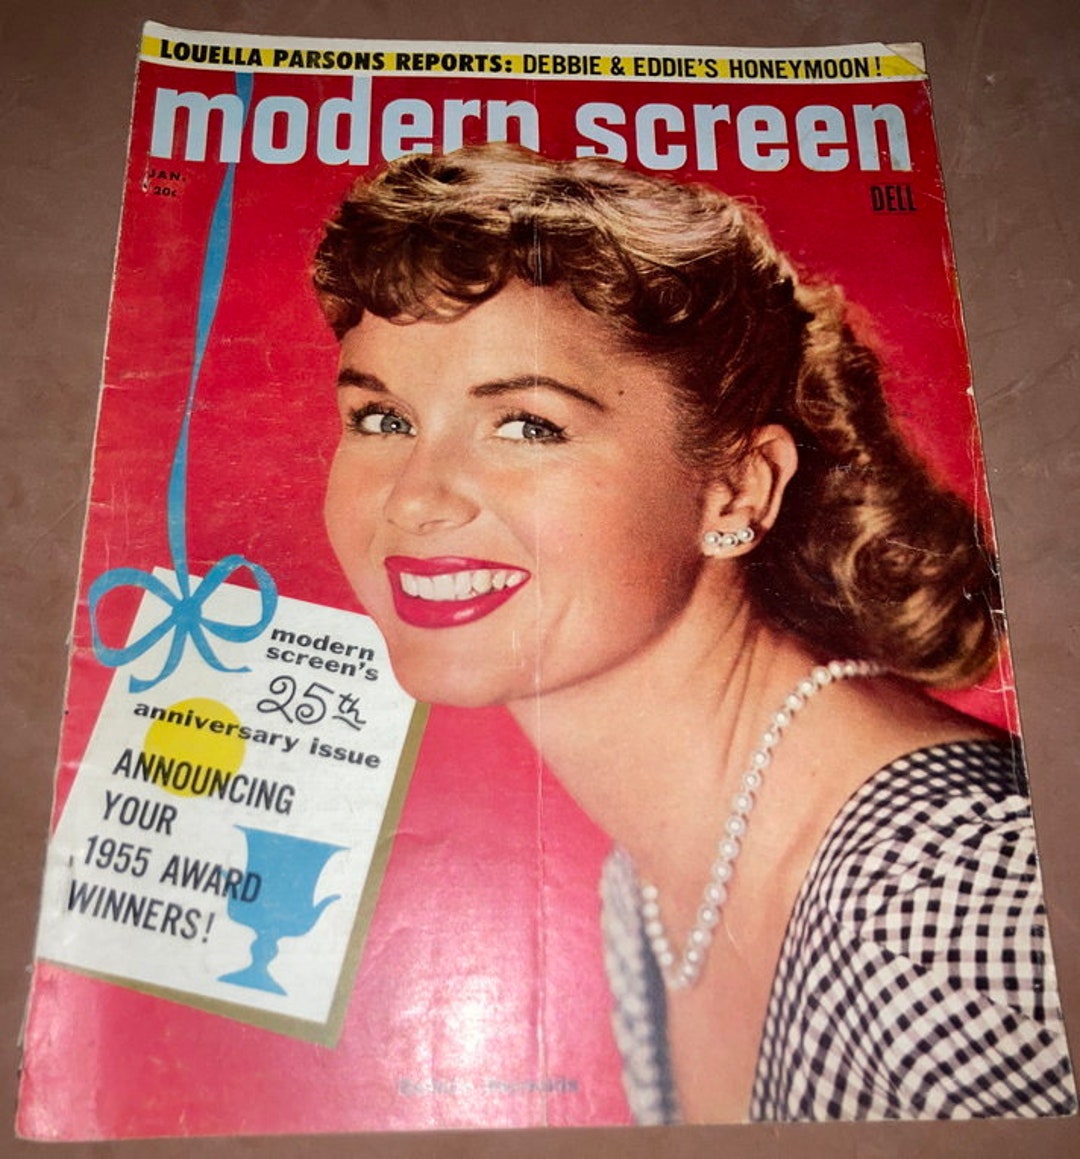 LOUELLA PARSONS REPORTS: DEBBIE & EDDIE'S HONEYMOON!
modern screen
JAN.
20¢
DELL
modern
screen's
25th
anniversary issue
ANNOUNCING
YOUR
1955 AWARD
WINNERS!